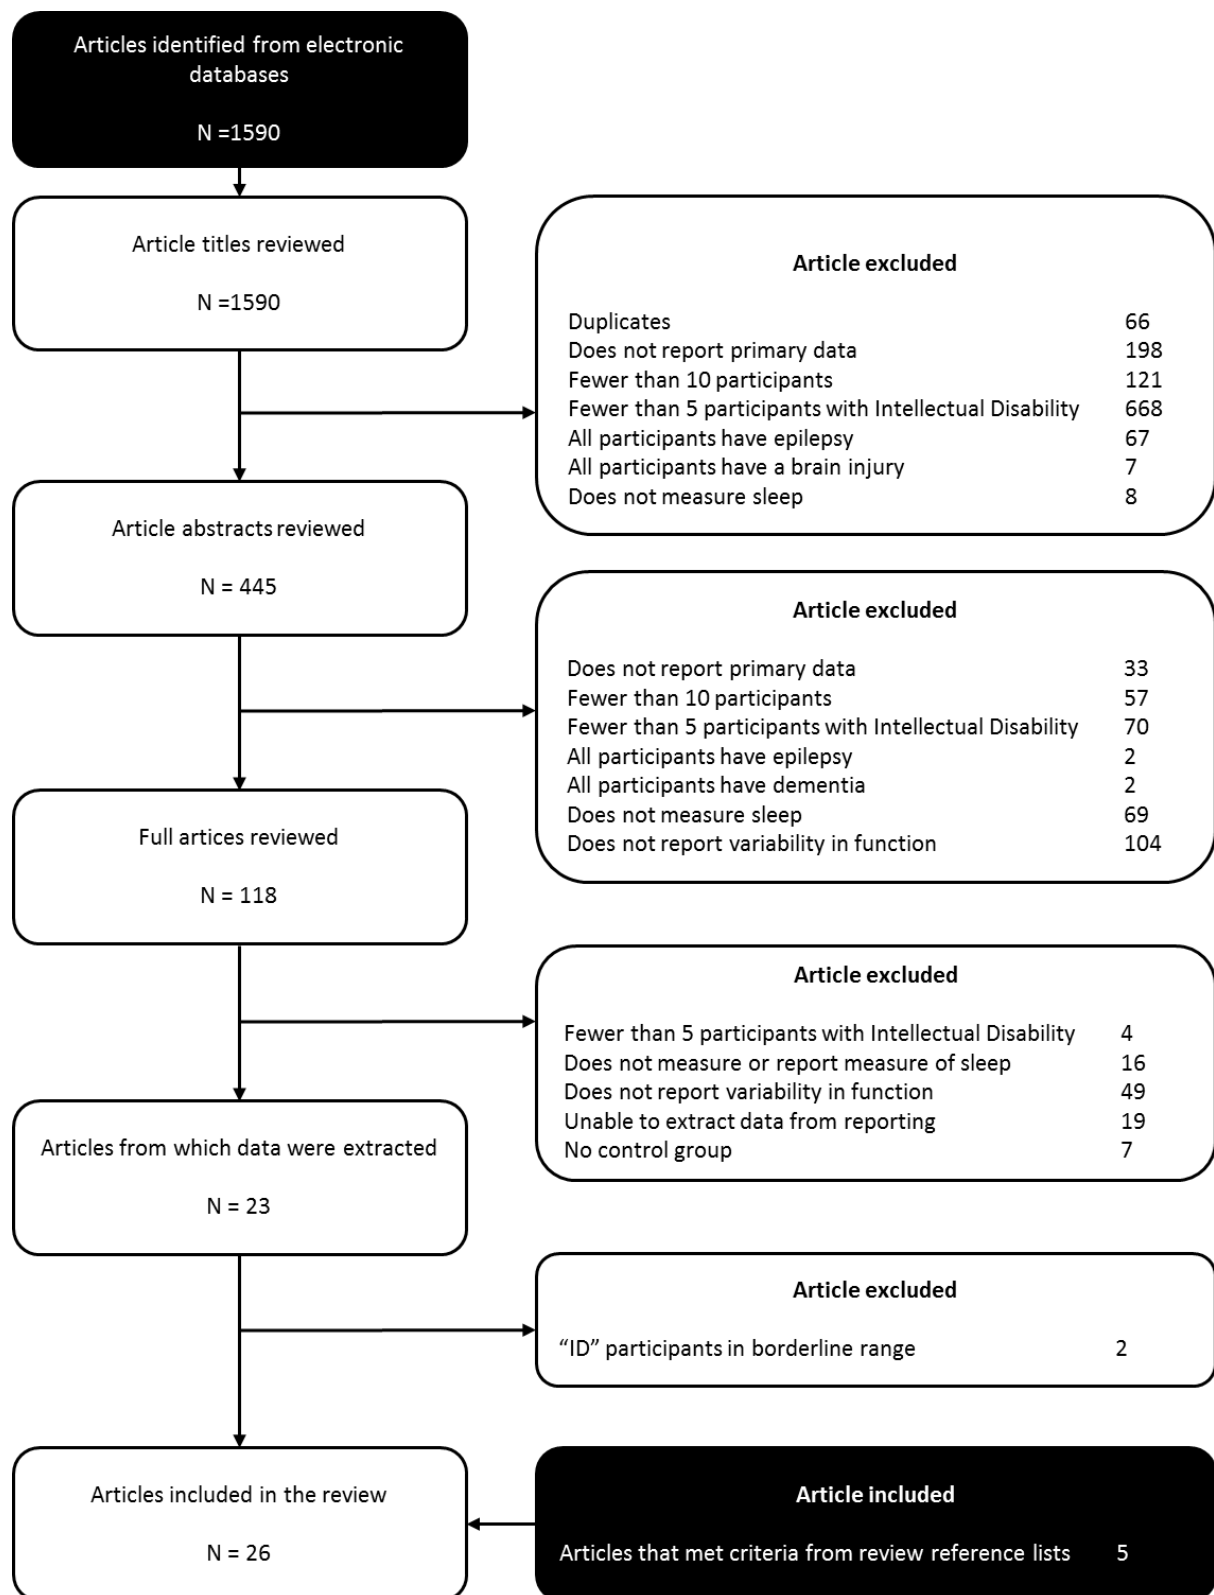 Articles identified from electronic
databases
N =1590
Article titles reviewed
N =1590
Article excluded
Duplicates 66
Does not report primary data 198
Fewer than 10 participants 121
Fewer than 5 participants with Intellectual Disability 668
All participants have epilepsy 67
All participants have a brain injury 7
Does not measure sleep 8
Article abstracts reviewed
N = 445
Article excluded
Does not report primary data 33
Fewer than 10 participants 57
Fewer than 5 participants with Intellectual Disability 70
All participants have epilepsy 2
All participants have dementia 2
Does not measure sleep 69
Does not report variability in function 104
Full artices reviewed
N = 118
Article excluded
Fewer than 5 participants with Intellectual Disability 4
Does not measure or report measure of sleep 16
Does not report variability in function 49
Unable to extract data from reporting 19
No control group 7
Articles from which data were extracted
N = 23
Article excluded
“ID” participants in borderline range 2
Articles included in the review
N = 26
Article included
Articles that met criteria from review reference lists 5